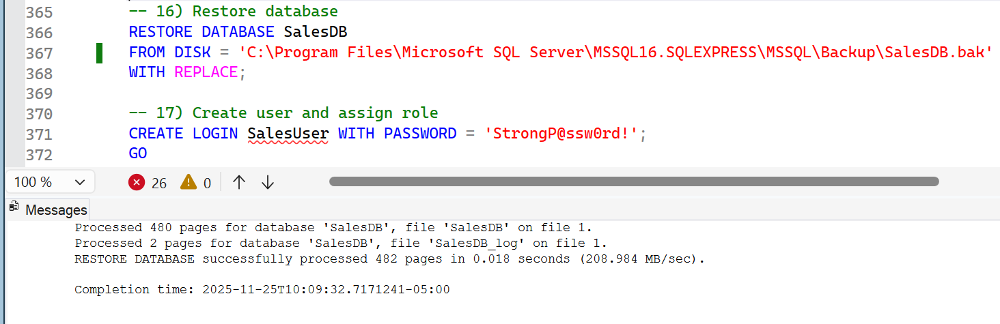 365 -- 16) Restore database
366 RESTORE DATABASE SalesDB
367 FROM DISK = 'C:\Program Files\Microsoft SQL Server\MSSQL16.SQLEXPRESS\MSSQL\Backup\SalesDB.bak'
368 WITH REPLACE;
369
370 -- 17) Create user and assign role
371 CREATE LOGIN SalesUser WITH PASSWORD = 'StrongP@ssw0rd!';
372 GO
100 % 26 0
Messages
Processed 480 pages for database 'SalesDB', file 'SalesDB' on file 1.
Processed 2 pages for database 'SalesDB', file 'SalesDB_log' on file 1.
RESTORE DATABASE successfully processed 482 pages in 0.018 seconds (208.984 MB/sec).
Completion time: 2025-11-25T10:09:32.7171241-05:00